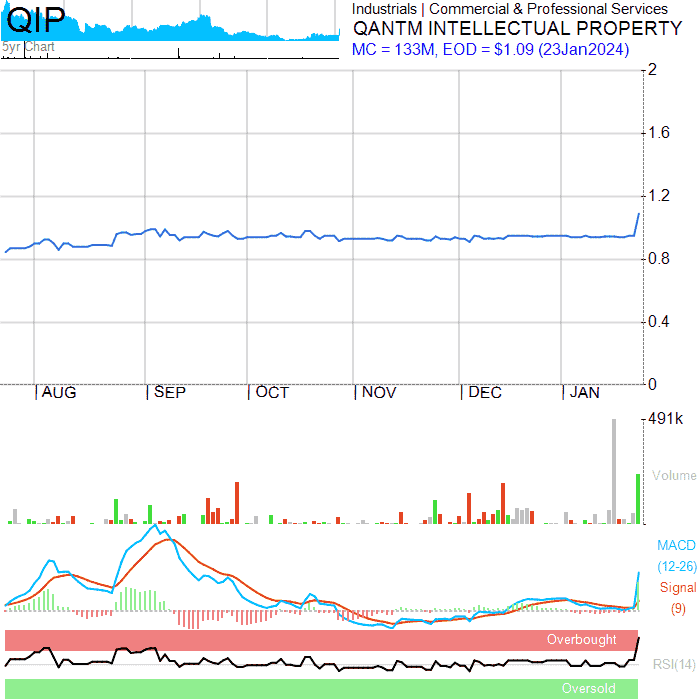 QIP
5yr Chart
Industrials | Commercial & Professional Services
QANTM INTELLECTUAL PROPERTY
MC = 133M, EOD = $1.09 (23Jan2024)
2
1.6
1.2
0.8
0.4
0
AUG SEP OCT NOV DEC JAN
491k
Volume
MACD
(12-26)
Signal
(9)
Overbought
RSI(14)
Oversold